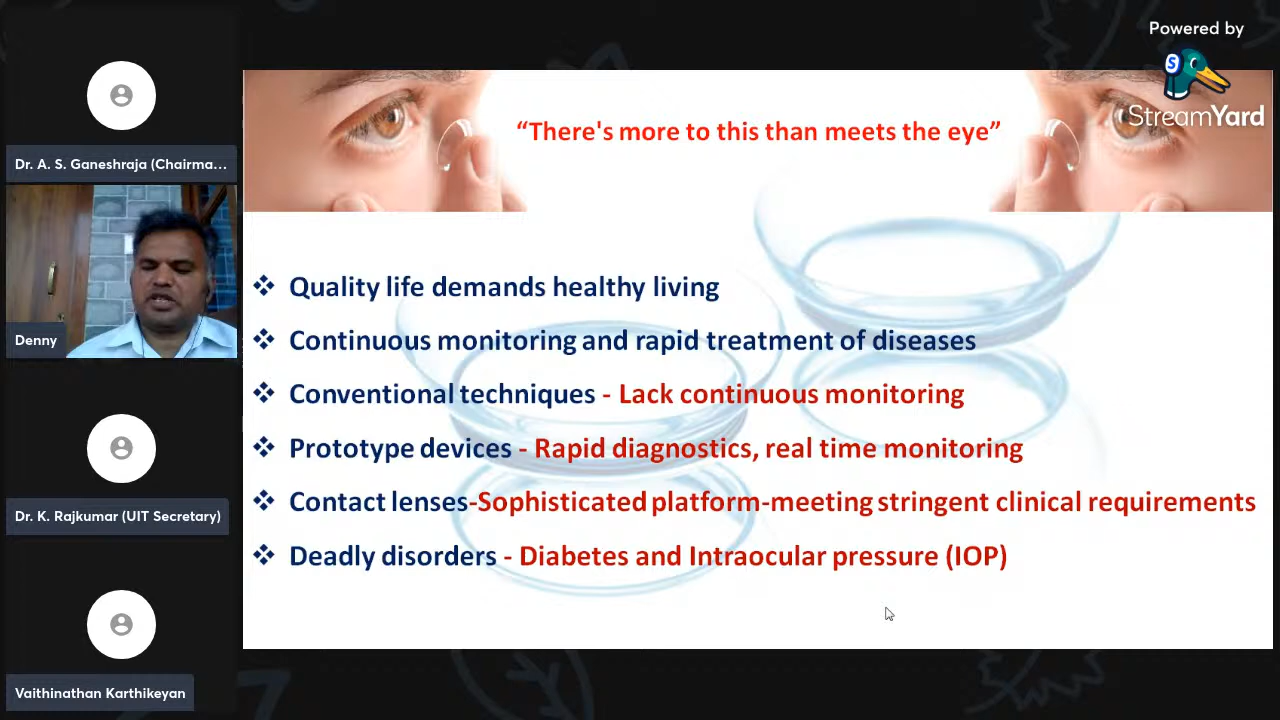 Powered by
StreamYard
Dr. A. S. Ganeshraja (Chairma...
Denny
Dr. K. Rajkumar (UIT Secretary)
Vaithinathan Karthikeyan
“There's more to this than meets the eye”
❖ Quality life demands healthy living
❖ Continuous monitoring and rapid treatment of diseases
❖ Conventional techniques - Lack continuous monitoring
❖ Prototype devices - Rapid diagnostics, real time monitoring
❖ Contact lenses-Sophisticated platform-meeting stringent clinical requirements
❖ Deadly disorders - Diabetes and Intraocular pressure (IOP)